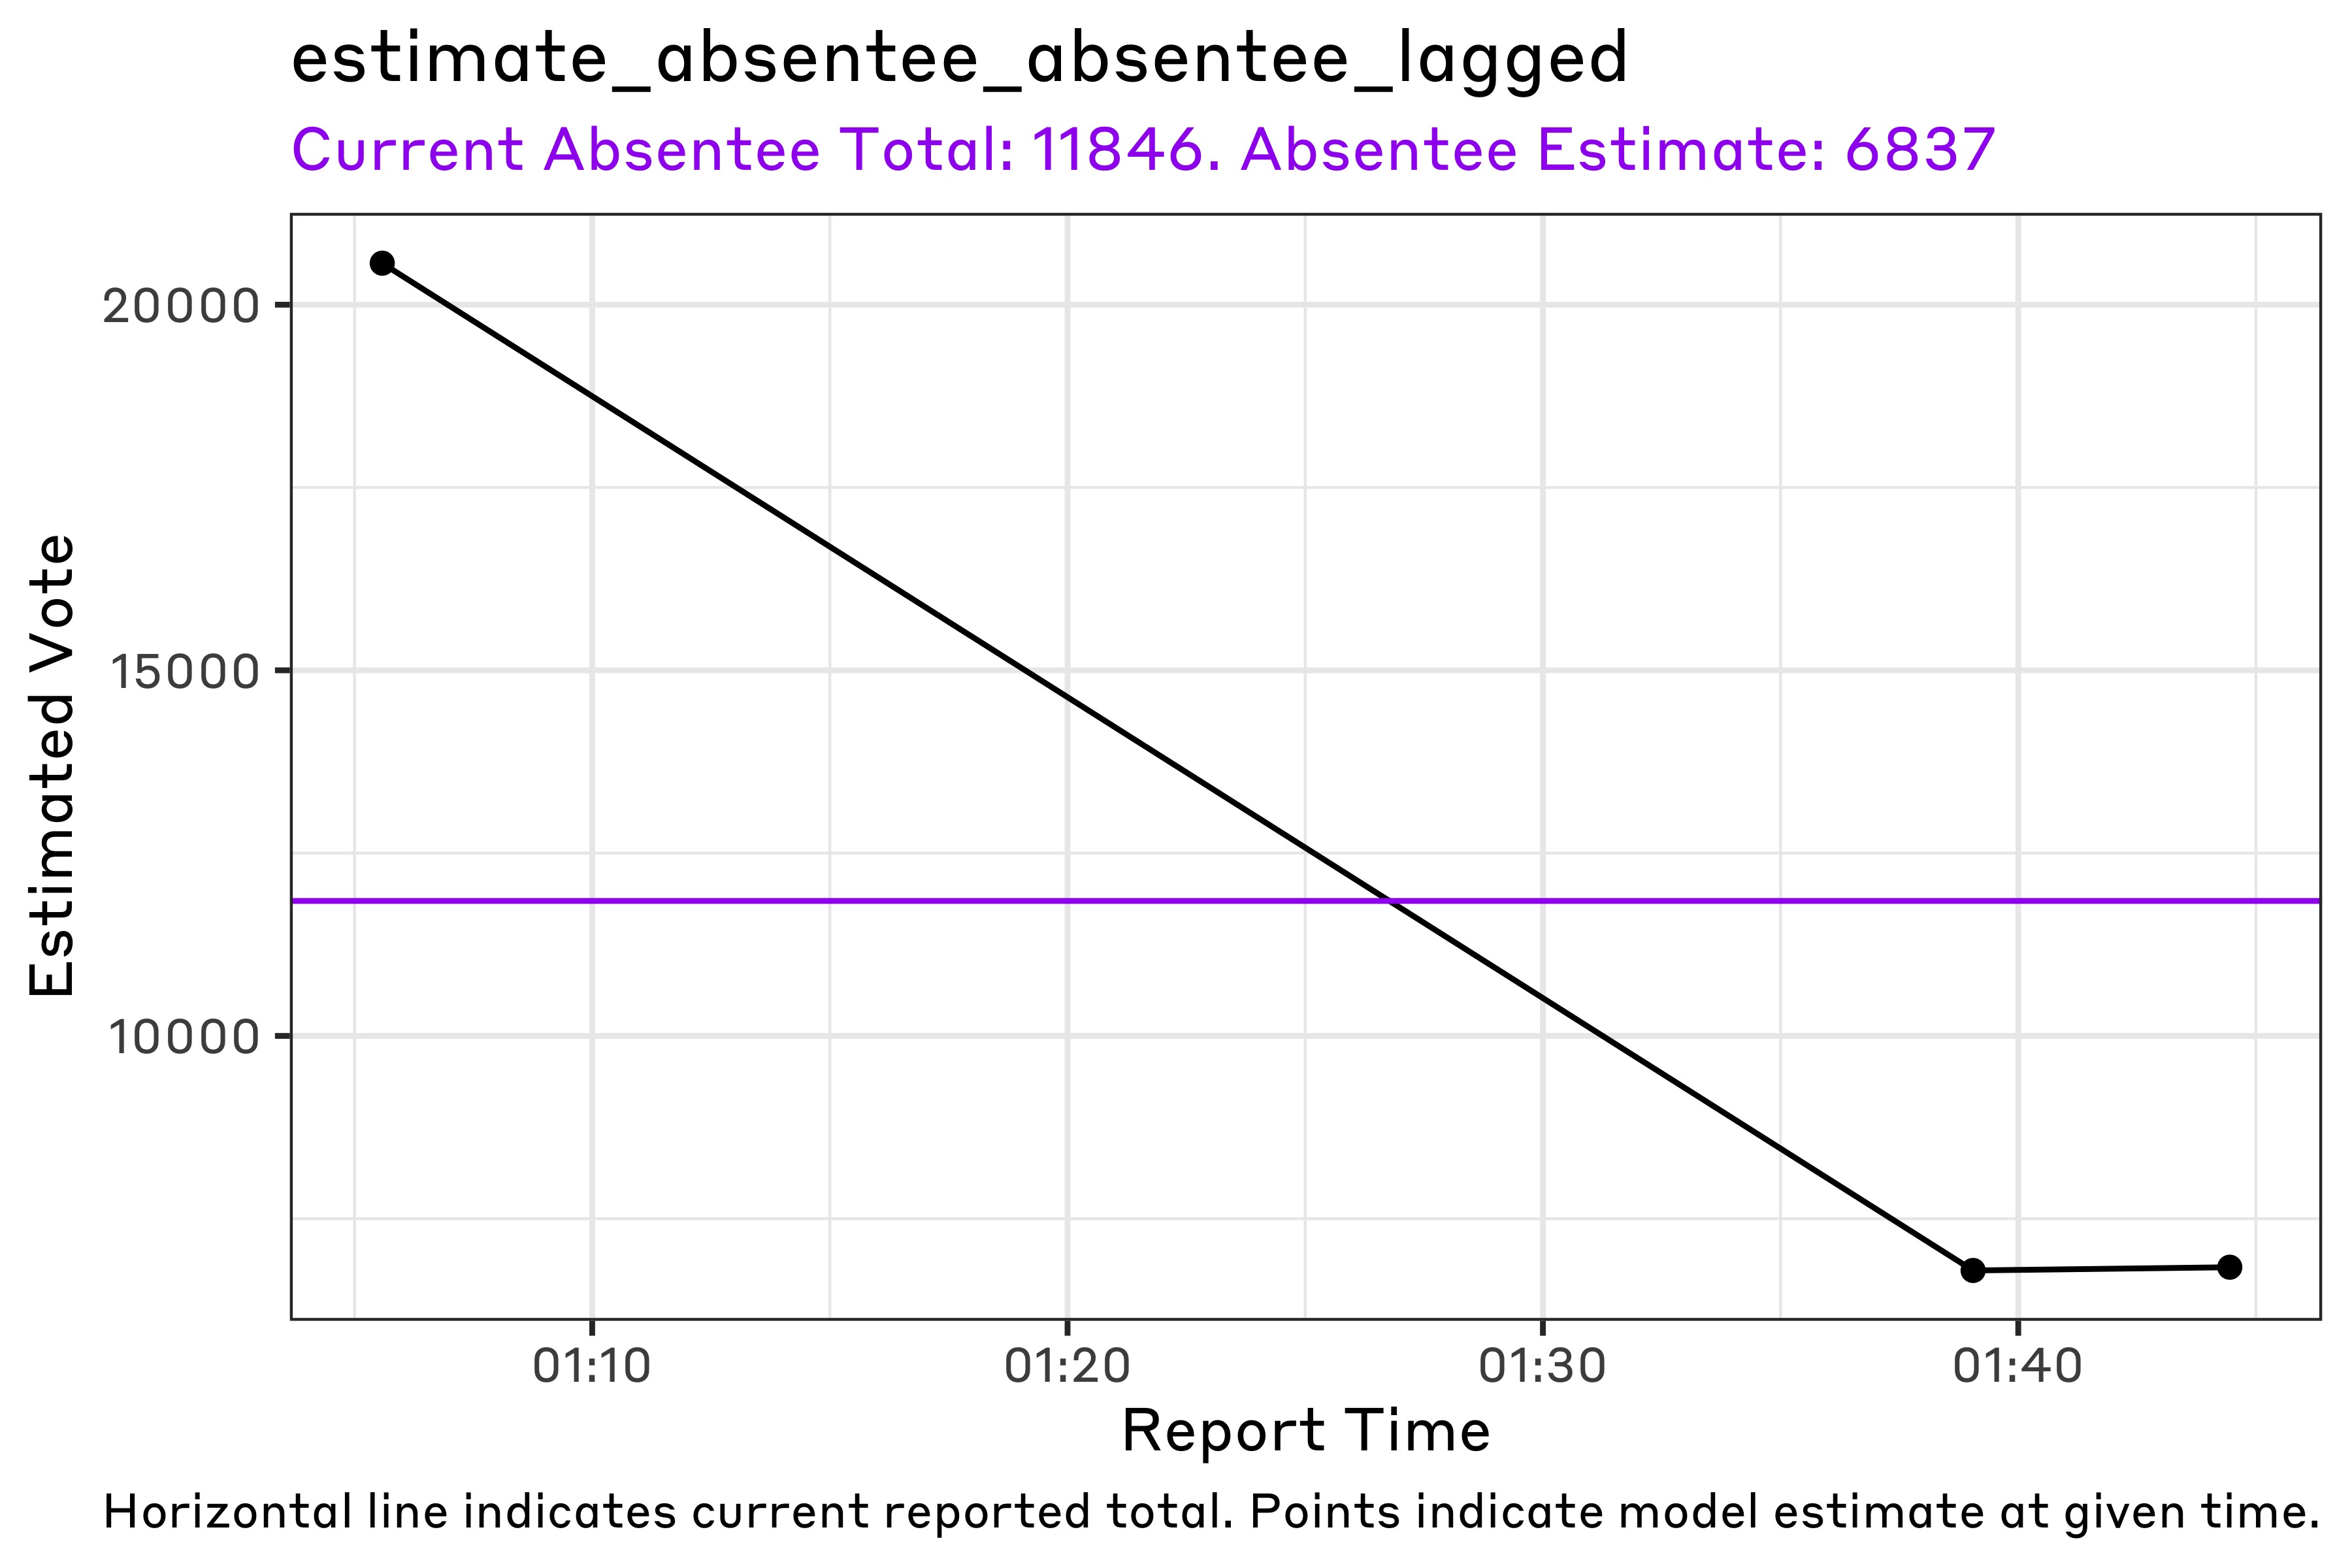 estimate_absentee_absentee_lagged
Current Absentee Total: 11846. Absentee Estimate: 6837
Estimated Vote
20000
15000
10000
01:10 01:20 01:30 01:40
Report Time
Horizontal line indicates current reported total. Points indicate model estimate at given time.